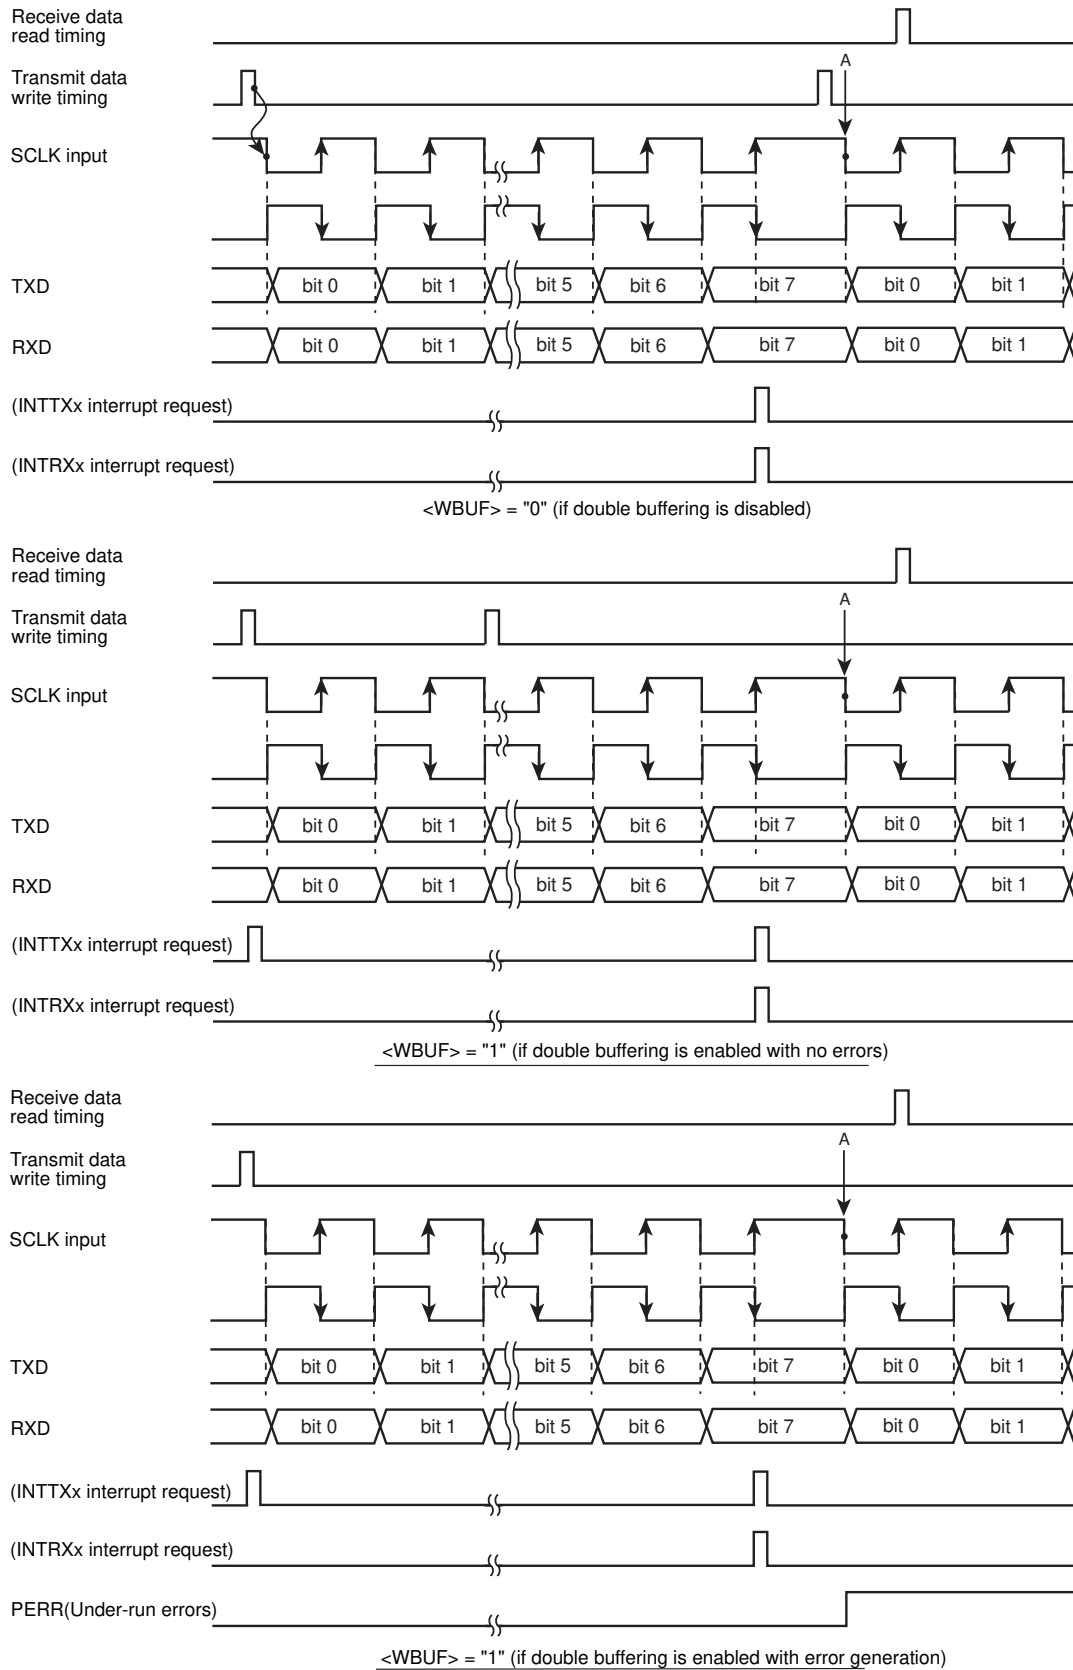 Receive data
read timing
A
Transmit data
write timing
SCLK input
TXD bit 0 bit 1 bit 5 bit 6 bit 7 bit 0 bit 1
RXD bit 0 bit 1 bit 5 bit 6 bit 7 bit 0 bit 1
(INTTXx interrupt request)
(INTRXx interrupt request)
<WBUF> = "0" (if double buffering is disabled)
Receive data
read timing
A
Transmit data
write timing
SCLK input
TXD bit 0 bit 1 bit 5 bit 6 bit 7 bit 0 bit 1
RXD bit 0 bit 1 bit 5 bit 6 bit 7 bit 0 bit 1
(INTTXx interrupt request)
(INTRXx interrupt request)
<WBUF> = "1" (if double buffering is enabled with no errors)
Receive data
read timing
A
Transmit data
write timing
SCLK input
TXD bit 0 bit 1 bit 5 bit 6 bit 7 bit 0 bit 1
RXD bit 0 bit 1 bit 5 bit 6 bit 7 bit 0 bit 1
(INTTXx interrupt request)
(INTRXx interrupt request)
PERR(Under-run errors)
<WBUF> = "1" (if double buffering is enabled with error generation)